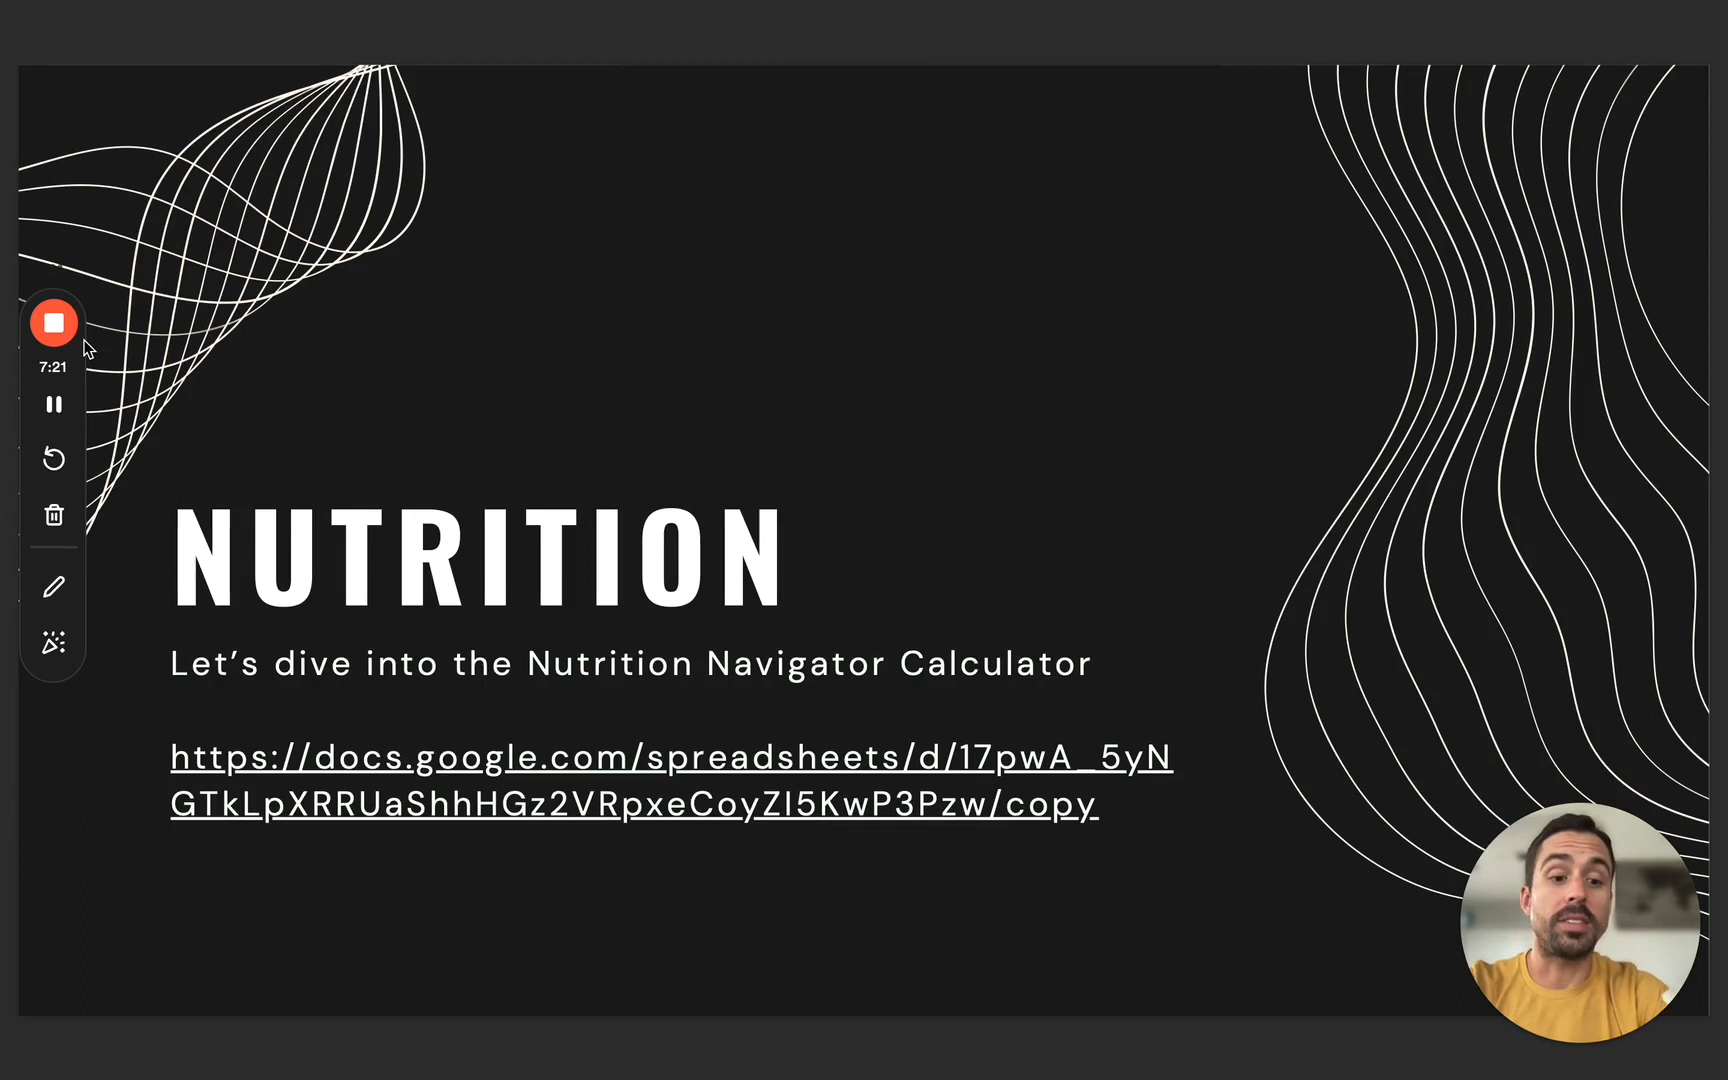 7:21
NUTRITION
Let’s dive into the Nutrition Navigator Calculator
https://docs.google.com/spreadsheets/d/17pwA_5yN
GTkLpXRRUaShhHGz2VRpxeCoyZI5KwP3Pzw/copy